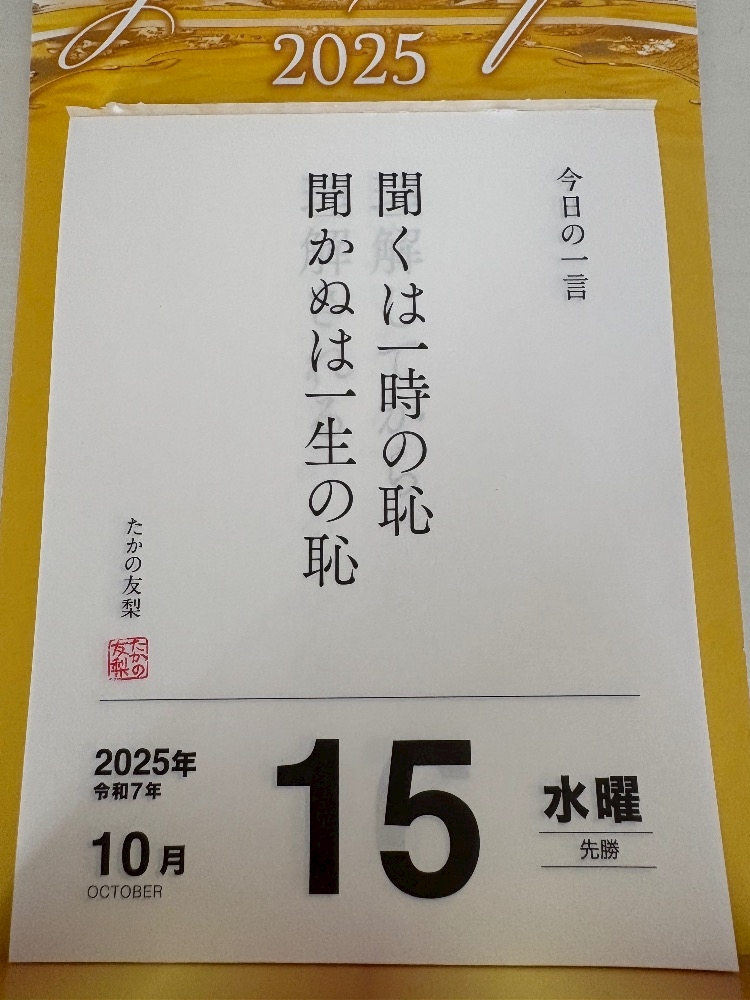 2025
今日の一言
聞くは一時の恥
聞かぬは一生の恥
たかの友梨
たかの友梨
2025年
令和7年
10月
OCTOBER
15
水曜
先勝